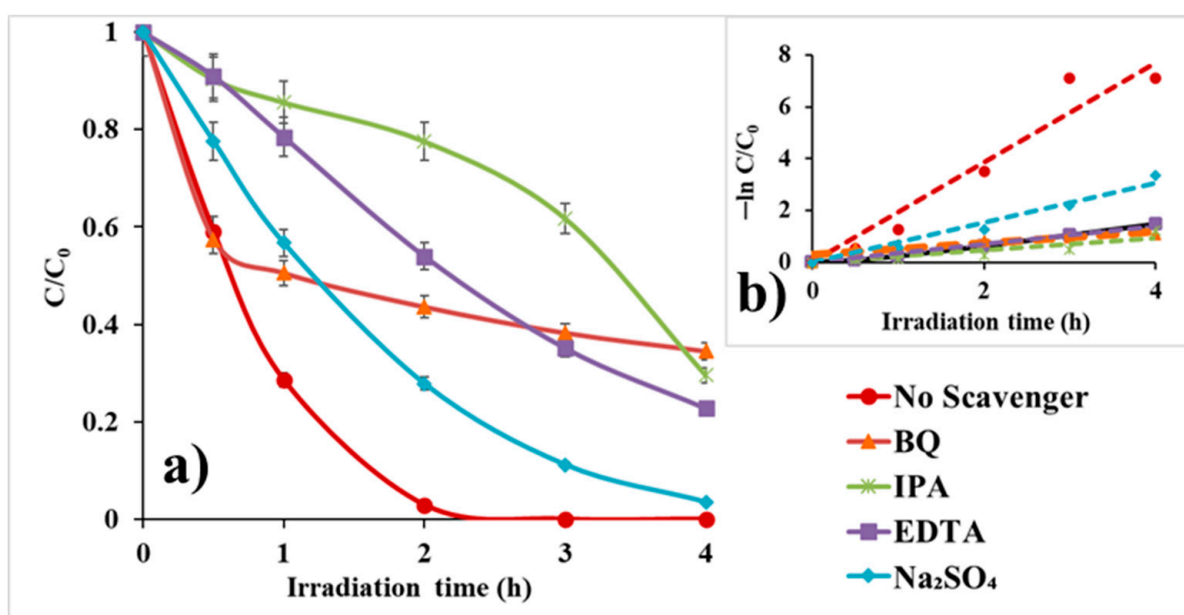 1
0.8
0.6
0.4
0.2
0
C/C₀
0 1 2 3 4
Irradiation time (h)
a)
8
6
4
2
0
−ln C/C₀
0 2 4
Irradiation time (h)
b)
No Scavenger
BQ
IPA
EDTA
Na₂SO₄